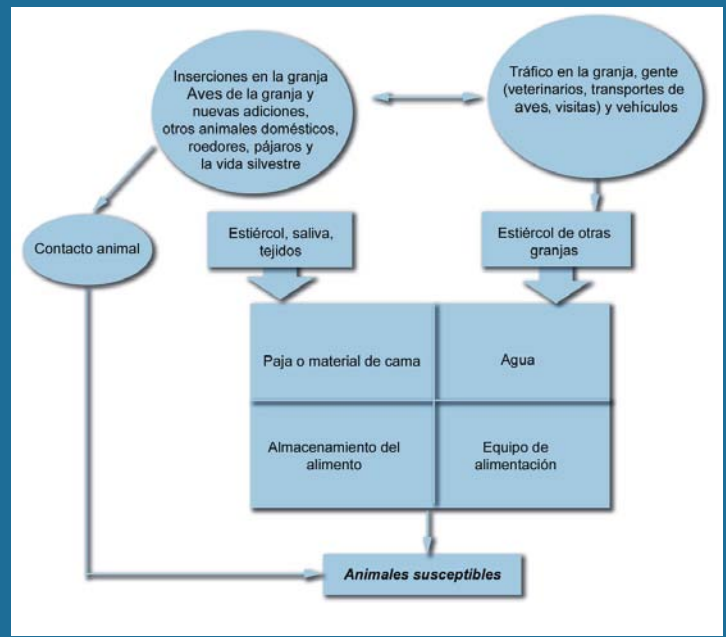 Inserciones en la granja
Aves de la granja y
nuevas adiciones,
otros animales domésticos,
roedores, pájaros y
la vida silvestre
Tráfico en la granja, gente
(veterinarios, transportes de
aves, visitas) y vehículos
Contacto animal
Estiércol, saliva,
tejidos
Estiércol de otras
granjas
Paja o material de cama
Agua
Almacenamiento del
alimento
Equipo de
alimentación
Animales susceptibles